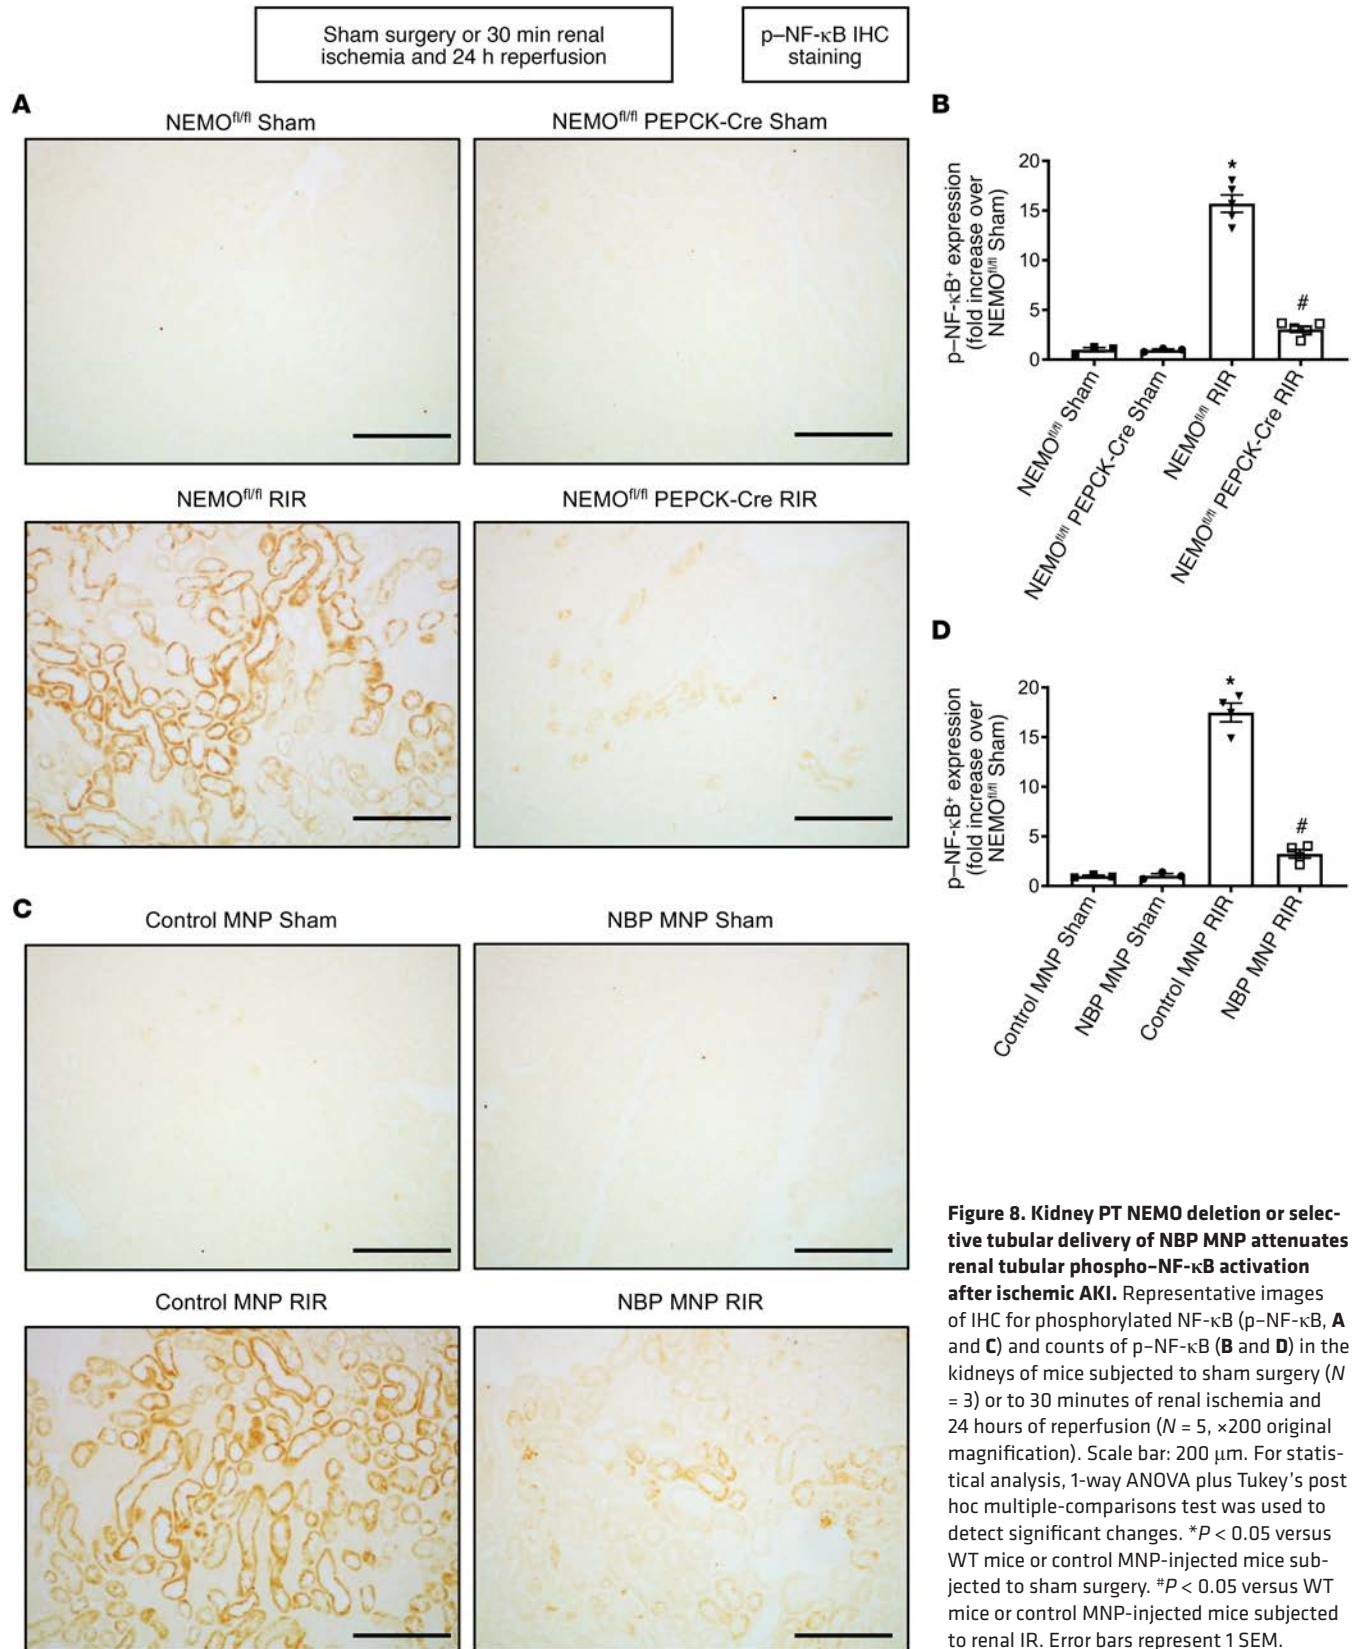 Sham surgery or 30 min renal
ischemia and 24 h reperfusion
p–NF-κB IHC
staining
A
NEMOfl/fl Sham
NEMOfl/fl PEPCK-Cre Sham
NEMOfl/fl RIR
NEMOfl/fl PEPCK-Cre RIR
B
p–NF-κB+ expression
(fold increase over
NEMOfl/fl Sham)
20
15
10
5
0
*
#
NEMOfl/fl Sham
NEMOfl/fl PEPCK-Cre Sham
NEMOfl/fl RIR
NEMOfl/fl PEPCK-Cre RIR
C
Control MNP Sham
NBP MNP Sham
Control MNP RIR
NBP MNP RIR
D
p–NF-κB+ expression
(fold increase over
NEMOfl/fl Sham)
20
15
10
5
0
*
#
Control MNP Sham
NBP MNP Sham
Control MNP RIR
NBP MNP RIR
Figure 8. Kidney PT NEMO deletion or selec-
tive tubular delivery of NBP MNP attenuates
renal tubular phospho–NF-κB activation
after ischemic AKI. Representative images
of IHC for phosphorylated NF-κB (p–NF-κB, A
and C) and counts of p–NF-κB (B and D) in the
kidneys of mice subjected to sham surgery (N
= 3) or to 30 minutes of renal ischemia and
24 hours of reperfusion (N = 5, ×200 original
magnification). Scale bar: 200 μm. For statis-
tical analysis, 1-way ANOVA plus Tukey's post
hoc multiple-comparisons test was used to
detect significant changes. *P < 0.05 versus
WT mice or control MNP-injected mice sub-
jected to sham surgery. #P < 0.05 versus WT
mice or control MNP-injected mice subjected
to renal IR. Error bars represent 1 SEM.